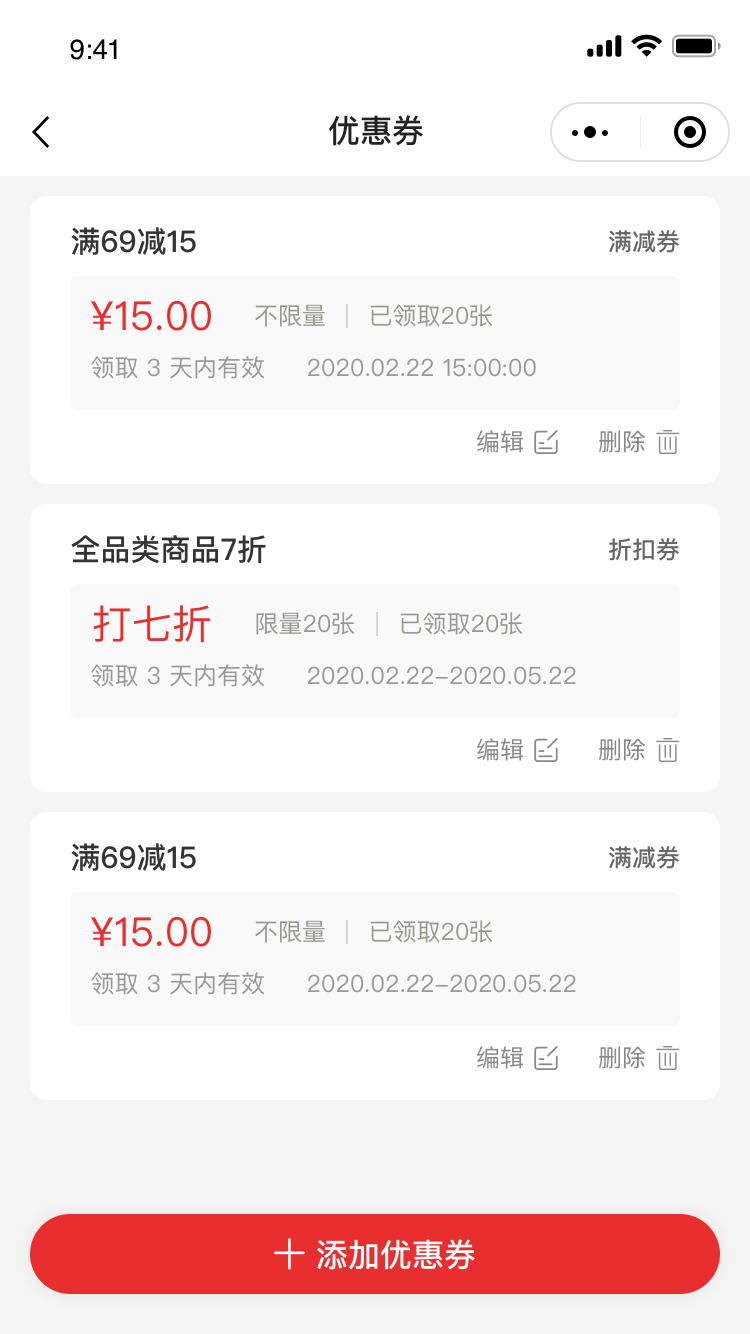 9:41
优惠券
满69减15 满减券
¥15.00 不限量 | 已领取20张
领取 3 天内有效 2020.02.22 15:00:00
编辑 删除
全品类商品7折 折扣券
打七折 限量20张 | 已领取20张
领取 3 天内有效 2020.02.22-2020.05.22
编辑 删除
满69减15 满减券
¥15.00 不限量 | 已领取20张
领取 3 天内有效 2020.02.22-2020.05.22
编辑 删除
添加优惠券